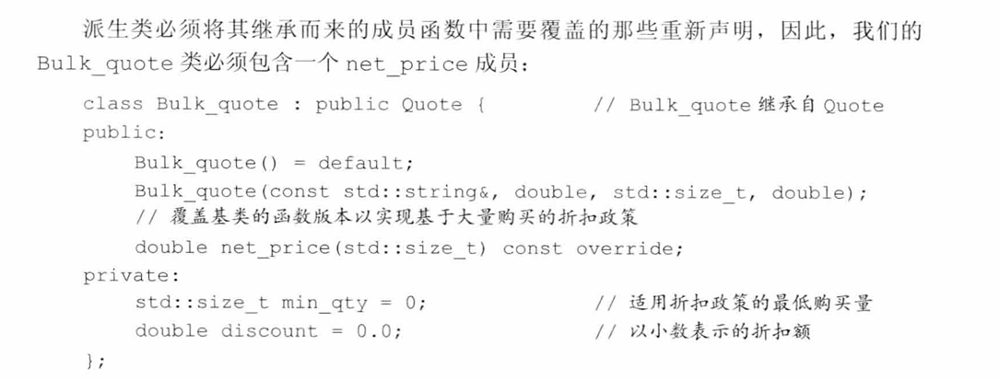 派生类必须将其继承而来的成员函数中需要覆盖的那些重新声明，因此，我们的
Bulk_quote 类必须包含一个 net_price 成员：
class Bulk_quote : public Quote { // Bulk_quote 继承自 Quote
public:
Bulk_quote() = default;
Bulk_quote(const std::string&, double, std::size_t, double);
// 覆盖基类的函数版本以实现基于大量购买的折扣政策
double net_price(std::size_t) const override;
private:
std::size_t min_qty = 0; // 适用折扣政策的最低购买量
double discount = 0.0; // 以小数表示的折扣额
};